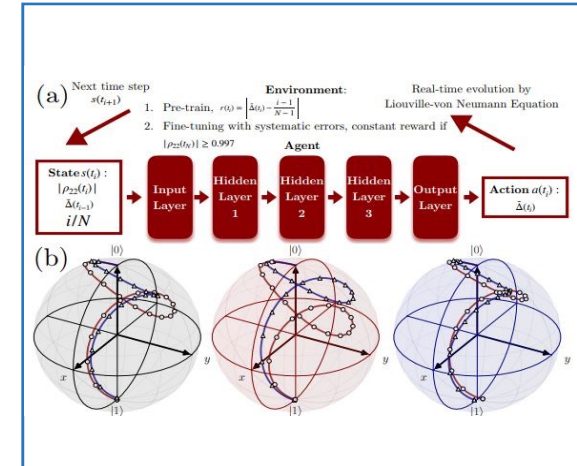 (a)
Next time step
s(t_{i+1})
Environment:
1. Pre-train, r(t_i) = |Δ̃(t_i) − (i − 1)/(N − 1)|
2. Fine-tuning with systematic errors, constant reward if
|ρ₂₂(t_N)| ≥ 0.997
Real-time evolution by
Liouville-von Neumann Equation
Agent
State s(t_i) :
|ρ₂₂(t_i)|
Δ̃(t_{i−1})
i/N
Input
Layer
Hidden
Layer
1
Hidden
Layer
2
Hidden
Layer
3
Output
Layer
Action a(t_i) :
Δ̃(t_i)
(b)
|0⟩
x
y
|1⟩
|0⟩
x
y
|1⟩
|0⟩
x
y
|1⟩